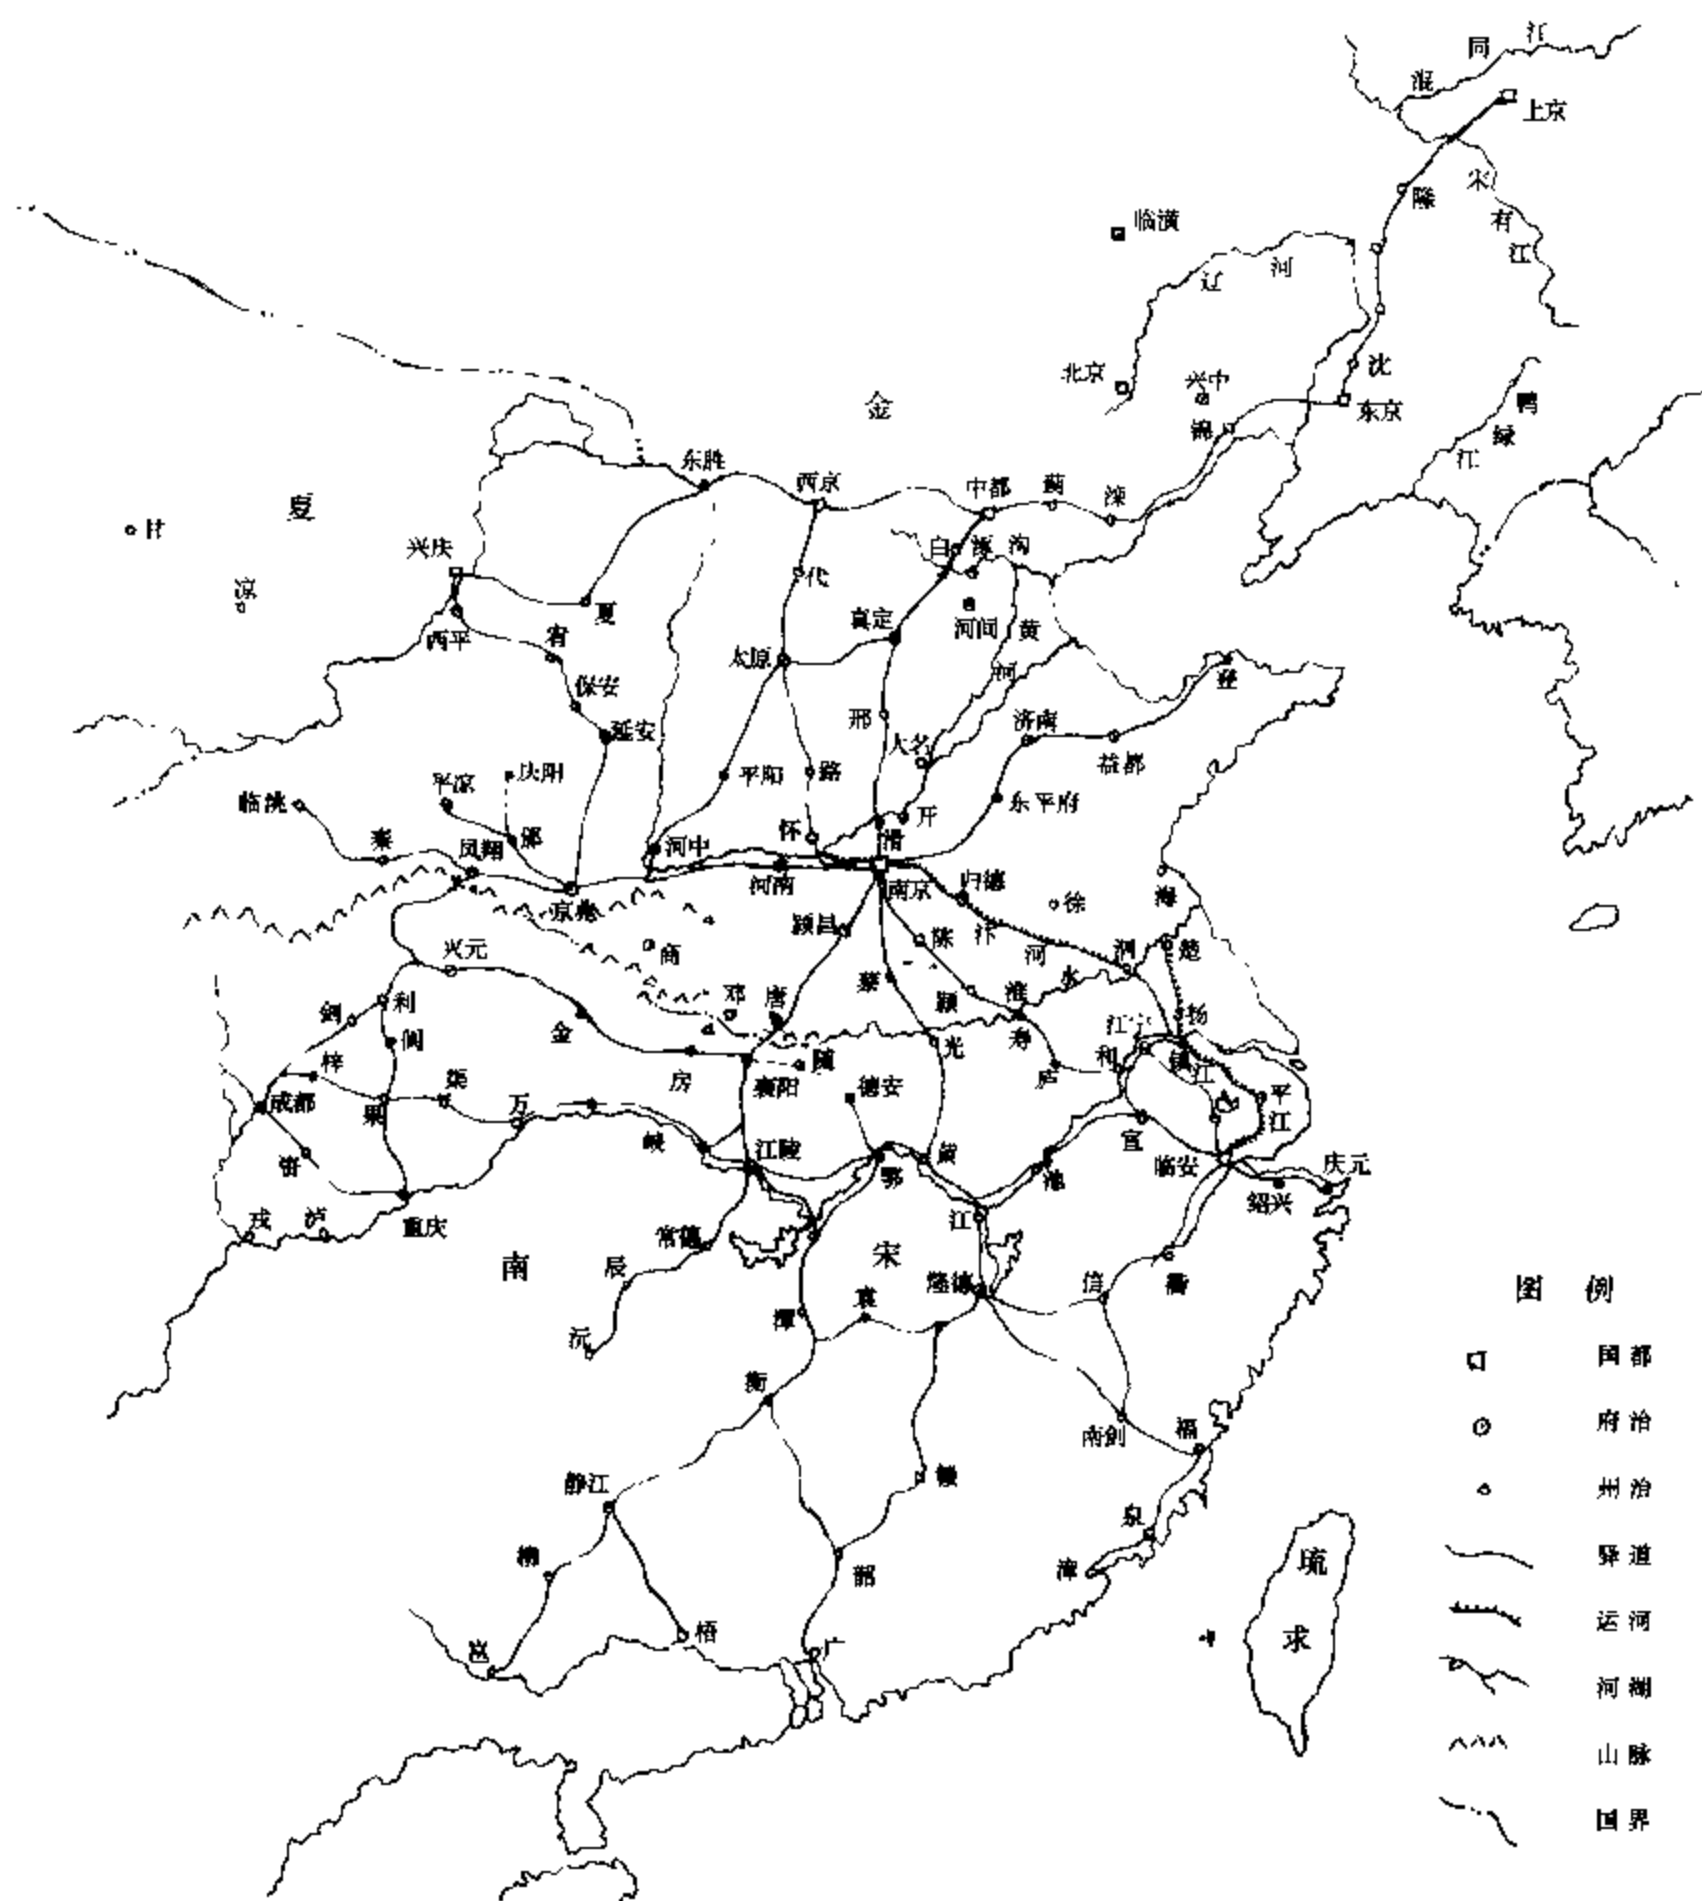 混同江
上京
隆
宋有江
临潢
辽河
北京
兴中
沈
东京
锦
鸭绿江
金
夏
甘
凉
东胜
西京
中都
蓟
滦
兴庆
夏
西平
宥
保安
延安
代
白沟
涿
河间
黄河
真定
太原
邢
大名
济南
益都
登
东平府
平阳
潞
庆阳
平凉
邠
临洮
秦
凤翔
京兆
河中
怀
滑
开
河南
南京
归德
徐
海
颍昌
陈
汴河
泗
楚
商
兴元
邓
唐
蔡
颍
淮水
寿
扬
利
剑
阆
金
房
襄阳
随
德安
光
庐
和
江宁
镇江
平江
梓
成都
果
渠
万
峡
江陵
鄂
黄
池
宣
临安
绍兴
庆元
戎
泸
重庆
常德
辰
沅
南宋
江
隆德
信
衢
潭
袁
衡
南剑
福
静江
虔
泉
漳
柳
韶
邕
梧
广
琉求
图例
国都
府治
州治
驿道
运河
河湖
山脉
国界